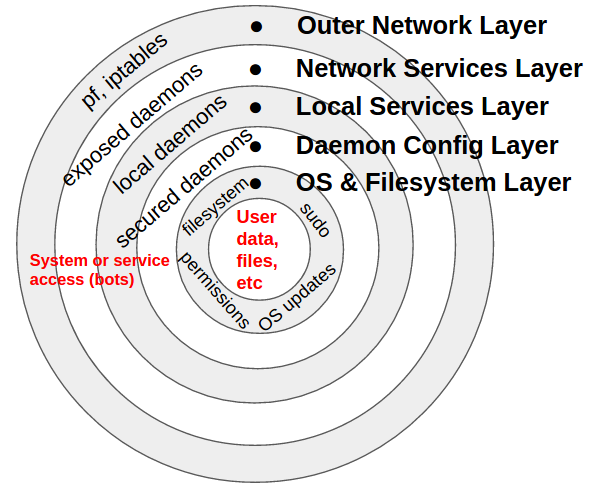 ● Outer Network Layer
● Network Services Layer
● Local Services Layer
● Daemon Config Layer
● OS & Filesystem Layer
pf, iptables
exposed daemons
local daemons
secured daemons
filesystem
sudo
permissions
OS updates
User
data,
files,
etc
System or service
access (bots)